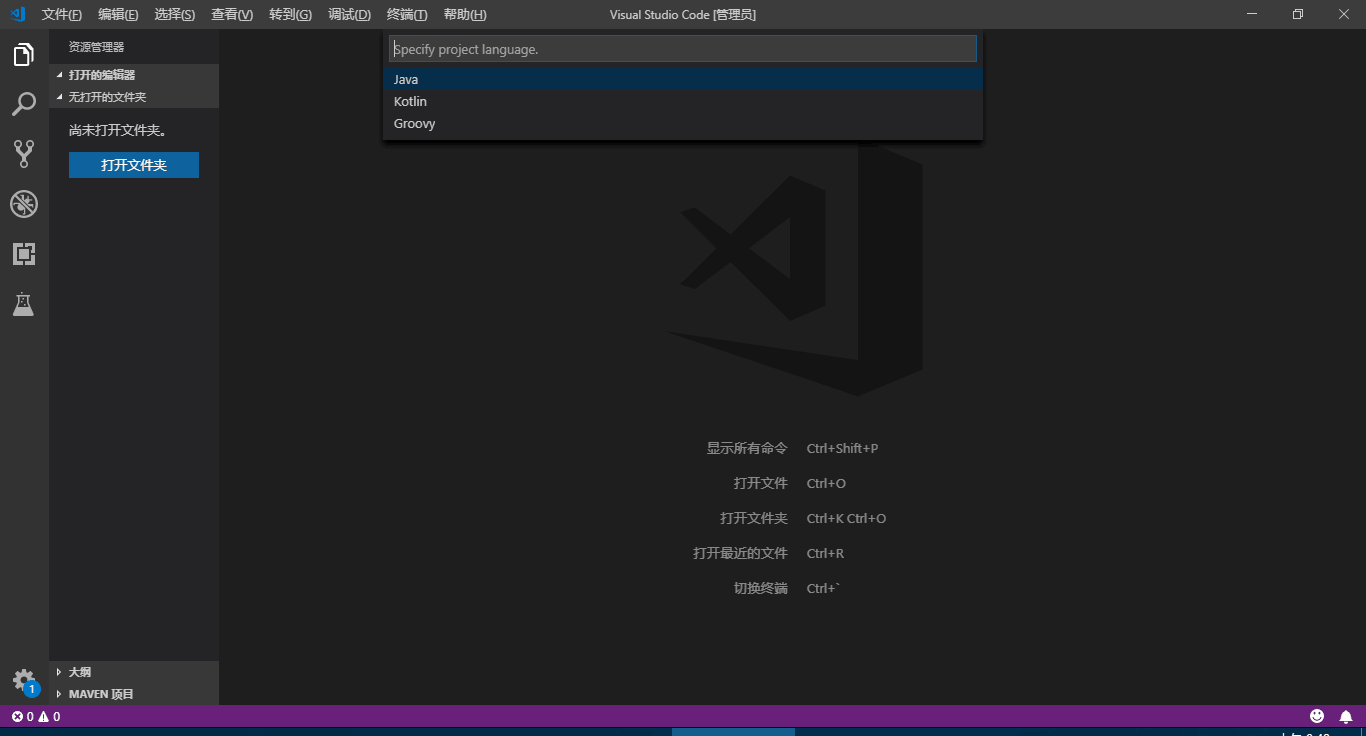 文件(F) 编辑(E) 选择(S) 查看(V) 转到(G) 调试(D) 终端(T) 帮助(H) Visual Studio Code [管理员]
资源管理器
打开的编辑器
无打开的文件夹
尚未打开文件夹。
打开文件夹
Specify project language.
Java
Kotlin
Groovy
显示所有命令 Ctrl+Shift+P
打开文件 Ctrl+O
打开文件夹 Ctrl+K Ctrl+O
打开最近的文件 Ctrl+R
切换终端 Ctrl+`
大纲
MAVEN 项目
1
0 0